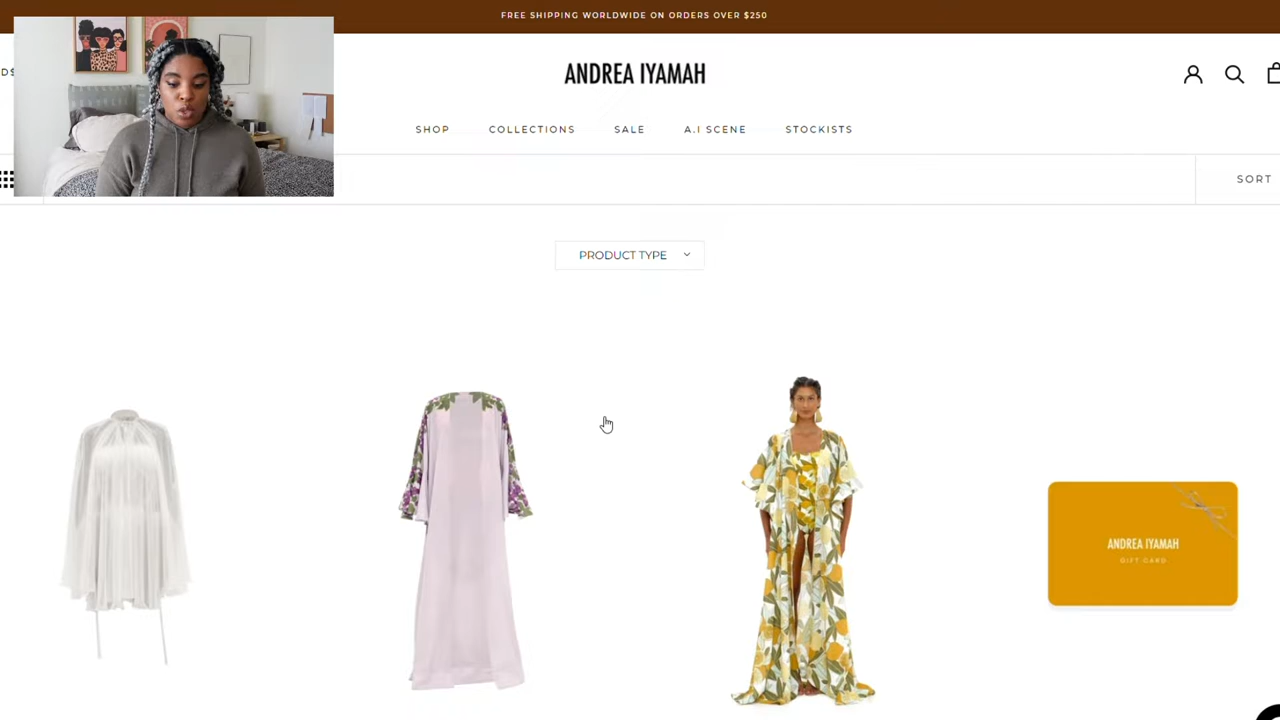 FREE SHIPPING WORLDWIDE ON ORDERS OVER $250
D$
ANDREA IYAMAH
SHOP COLLECTIONS SALE A.I SCENE STOCKISTS
SORT
PRODUCT TYPE
ANDREA IYAMAH
GIFT CARD